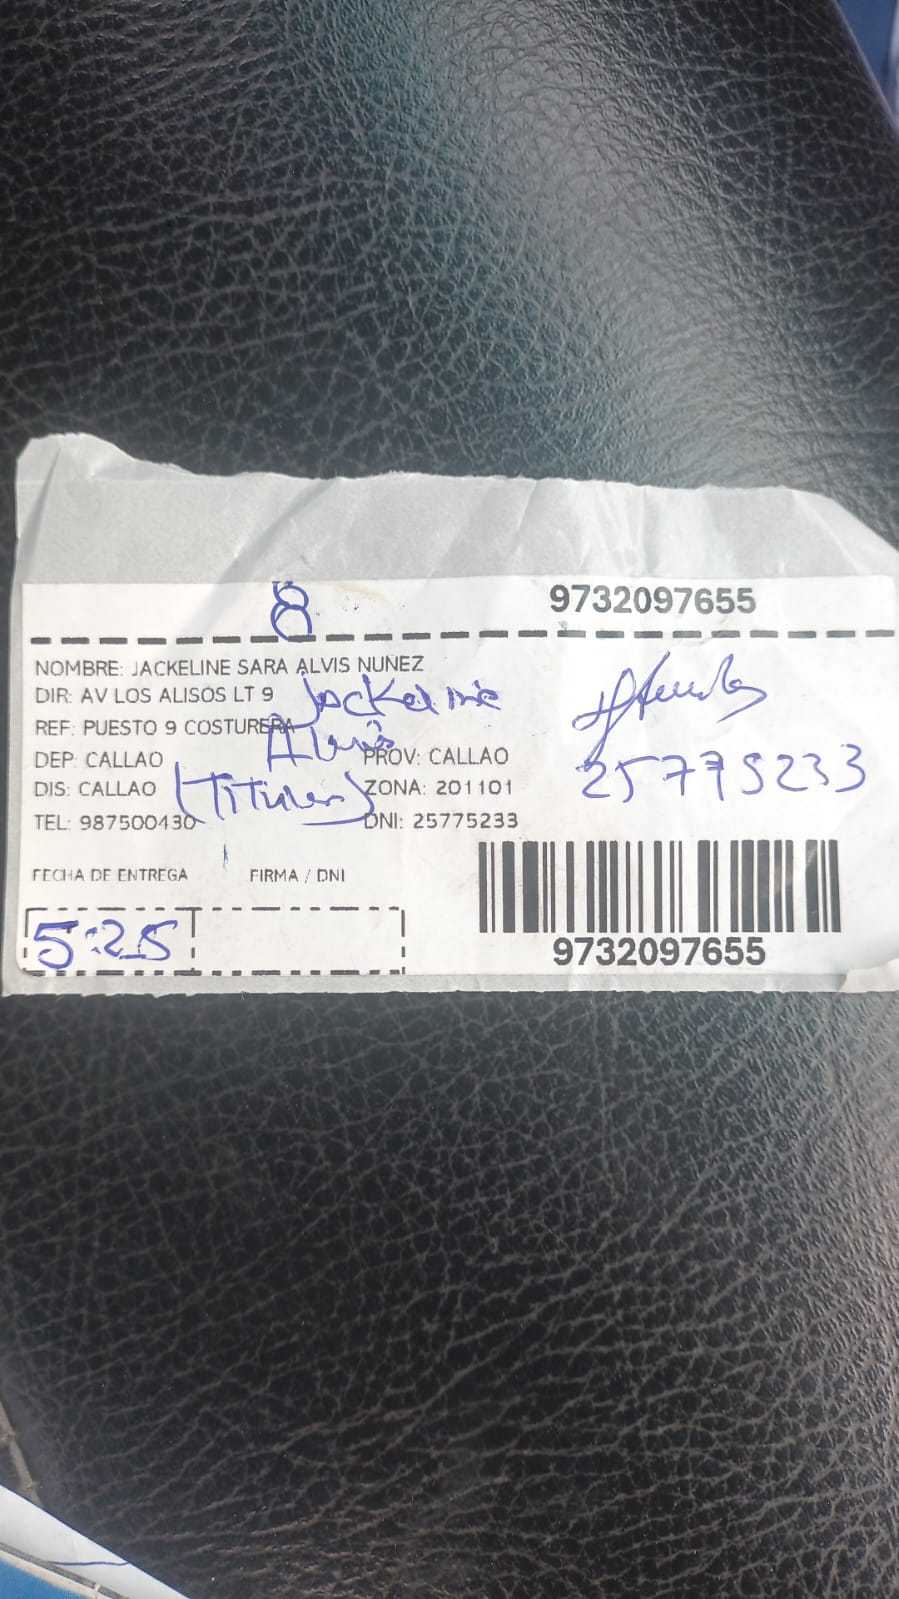 8
9732097655
NOMBRE: JACKELINE SARA ALVIS NUÑEZ
DIR: AV LOS ALISOS LT 9
Jackeline
REF: PUESTO 9 COSTURERA
Alvis
DEP: CALLAO PROV: CALLAO
25775233
DIS: CALLAO (Titular) ZONA: 201101
TEL: 987500430 DNI: 25775233
FECHA DE ENTREGA FIRMA / DNI
5:25
9732097655